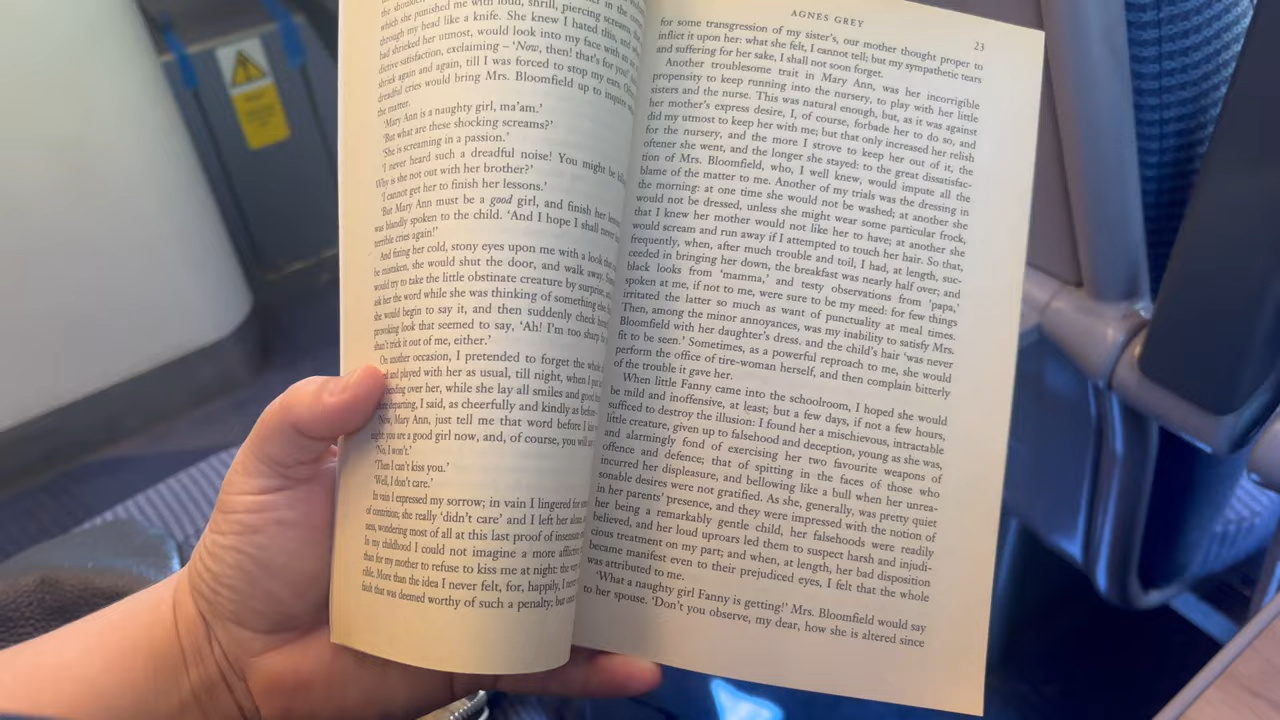 which she punished me with loud, shrill, piercing screams,
through my head like a knife. She knew I hated this, and
had shrieked her utmost, would look into my face with an
dictive satisfaction, exclaiming – 'Now, then! that's for you!'
shriek again and again, till I was forced to stop my ears.
dreadful cries would bring Mrs. Bloomfield up to inquire
the matter.
'Mary Ann is a naughty girl, ma'am.'
'But what are these shocking screams?'
'She is screaming in a passion.'
'I never heard such a dreadful noise! You might be
Why is she not out with her brother?'
'I cannot get her to finish her lessons.'
'But Mary Ann must be a good girl, and finish her
was blandly spoken to the child. 'And I hope I shall never
terrible cries again!'
And fixing her cold, stony eyes upon me with a look
be mistaken, she would shut the door, and walk away.
would try to take the little obstinate creature by surprise,
ask her the word while she was thinking of something
she would begin to say it, and then suddenly check
provoking look that seemed to say, 'Ah! I'm too sharp
shan't trick it out of me, either.'
On another occasion, I pretended to forget the
and played with her as usual, till night, when I
bending over her, while she lay all smiles and good
departing, I said, as cheerfully and kindly as before–
'Now, Mary Ann, just tell me that word before I
you are a good girl now, and, of course, you will
'No, I won't.'
'Then I can't kiss you.'
'Well, I don't care.'
In vain I expressed my sorrow; in vain I lingered for
of contrition; she really 'didn't care' and I left her
wondering most of all at this last proof of
In my childhood I could not imagine a more
than for my mother to refuse to kiss me at night: the
More than the idea I never felt, for, happily, I
fault that was deemed worthy of such a penalty; but
AGNES GREY
23
for some transgression of my sister's, our mother thought proper to
inflict it upon her: what she felt, I cannot tell; but my sympathetic tears
and suffering for her sake, I shall not soon forget.
Another troublesome trait in Mary Ann, was her incorrigible
propensity to keep running into the nursery, to play with her little
sisters and the nurse. This was natural enough, but, as it was against
her mother's express desire, I, of course, forbade her to do so, and
did my utmost to keep her with me; but that only increased her relish
for the nursery, and the more I strove to keep her out of it, the
oftener she went, and the longer she stayed: to the great dissatisfac-
tion of Mrs. Bloomfield, who, I well knew, would impute all the
blame of the matter to me. Another of my trials was the dressing in
the morning: at one time she would not be washed; at another she
would not be dressed, unless she might wear some particular frock,
that I knew her mother would not like her to have; at another she
would scream and run away if I attempted to touch her hair. So that,
frequently, when, after much trouble and toil, I had, at length, suc-
ceeded in bringing her down, the breakfast was nearly half over; and
black looks from 'mamma,' and testy observations from 'papa,'
spoken at me, if not to me, were sure to be my meed: for few things
irritated the latter so much as want of punctuality at meal times.
Then, among the minor annoyances, was my inability to satisfy Mrs.
Bloomfield with her daughter's dress. and the child's hair 'was never
fit to be seen.' Sometimes, as a powerful reproach to me, she would
perform the office of tire-woman herself, and then complain bitterly
of the trouble it gave her.
When little Fanny came into the schoolroom, I hoped she would
be mild and inoffensive, at least; but a few days, if not a few hours,
sufficed to destroy the illusion: I found her a mischievous, intractable
little creature, given up to falsehood and deception, young as she was,
and alarmingly fond of exercising her two favourite weapons of
offence and defence; that of spitting in the faces of those who
incurred her displeasure, and bellowing like a bull when her unrea-
sonable desires were not gratified. As she, generally, was pretty quiet
in her parents' presence, and they were impressed with the notion of
her being a remarkably gentle child, her falsehoods were readily
believed, and her loud uproars led them to suspect harsh and injudi-
cious treatment on my part; and when, at length, her bad disposition
became manifest even to their prejudiced eyes, I felt that the whole
was attributed to me.
'What a naughty girl Fanny is getting!' Mrs. Bloomfield would say
to her spouse. 'Don't you observe, my dear, how she is altered since